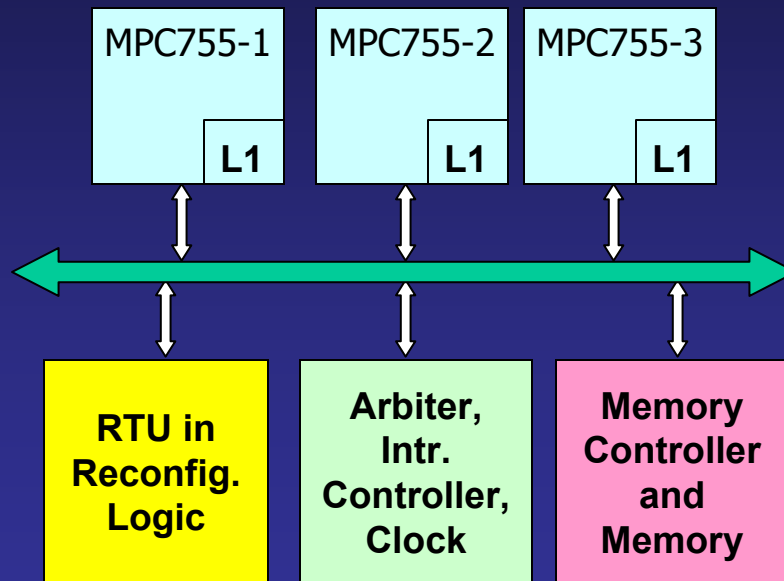 MPC755-1
L1
MPC755-2
L1
MPC755-3
L1
RTU in
Reconfig.
Logic
Arbiter,
Intr.
Controller,
Clock
Memory
Controller
and
Memory